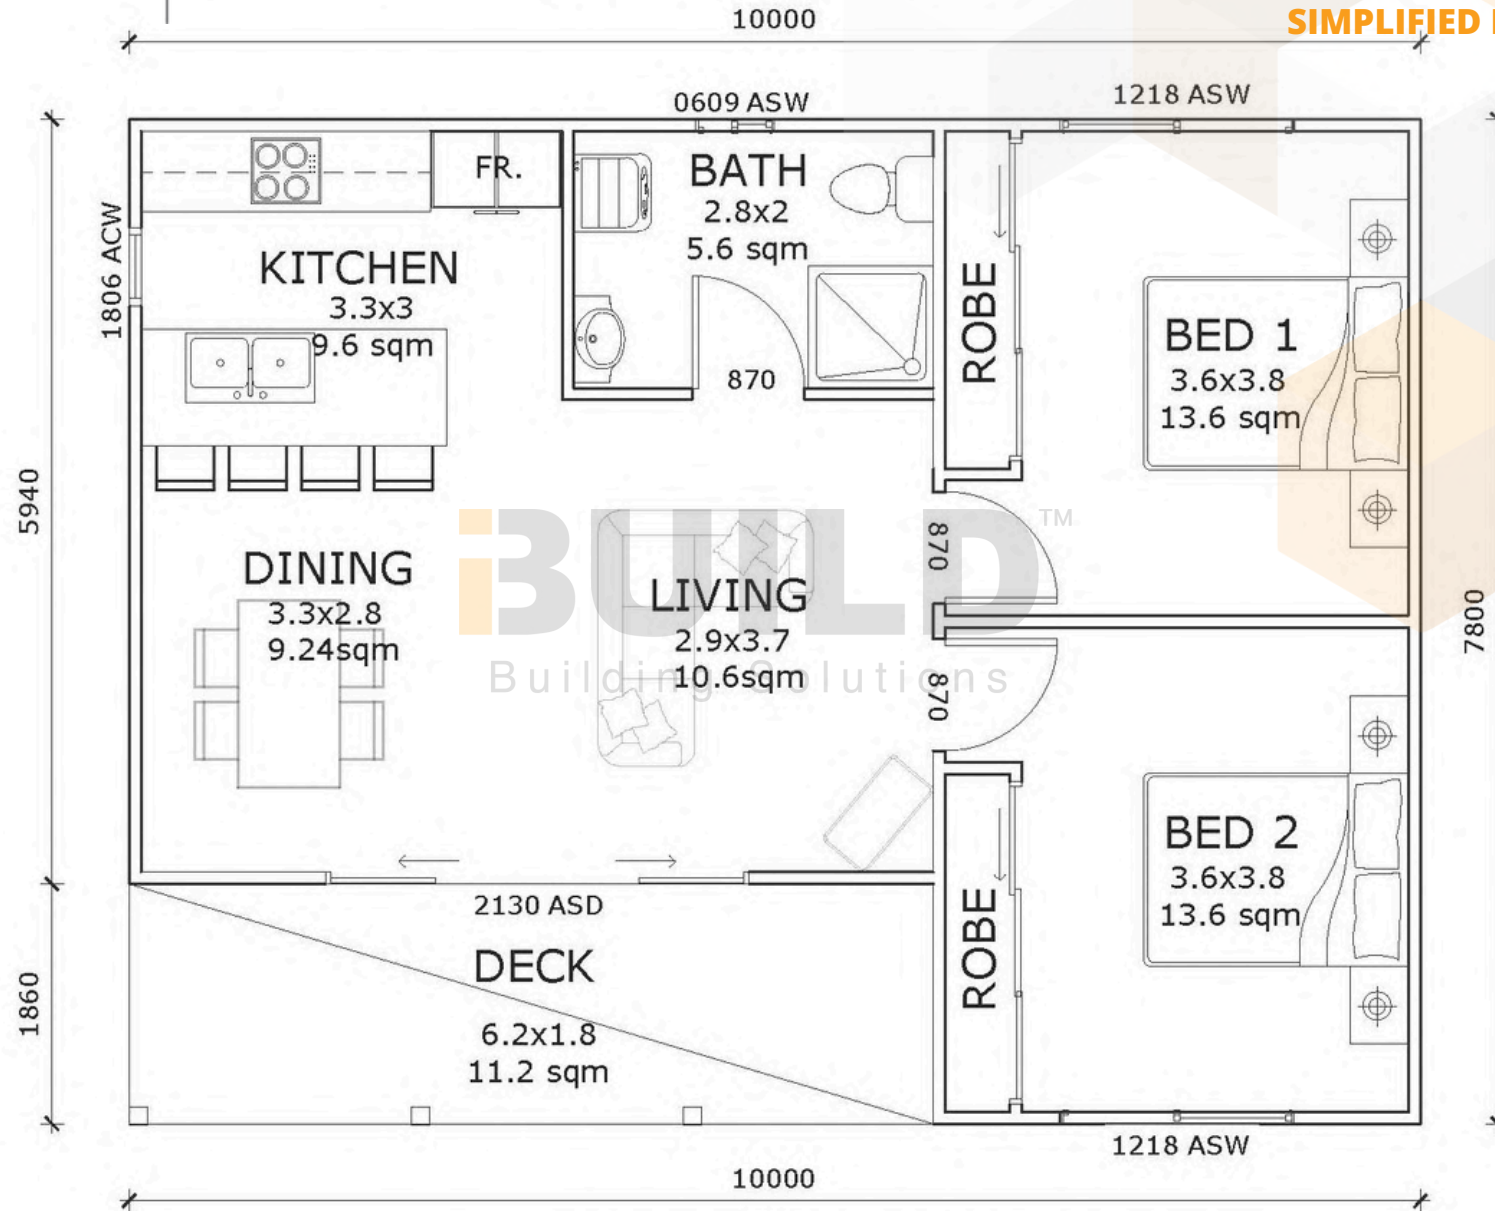 10000
SIMPLIFIED
0609 ASW
1218 ASW
FR.
BATH
2.8x2
5.6 sqm
1806 ACW
KITCHEN
3.3x3
9.6 sqm
ROBE
BED 1
3.6x3.8
13.6 sqm
870
5940
iBUILD™
Building Solutions
870
DINING
3.3x2.8
9.24sqm
LIVING
2.9x3.7
10.6sqm
7800
870
BED 2
3.6x3.8
13.6 sqm
ROBE
2130 ASD
DECK
6.2x1.8
11.2 sqm
1860
1218 ASW
10000